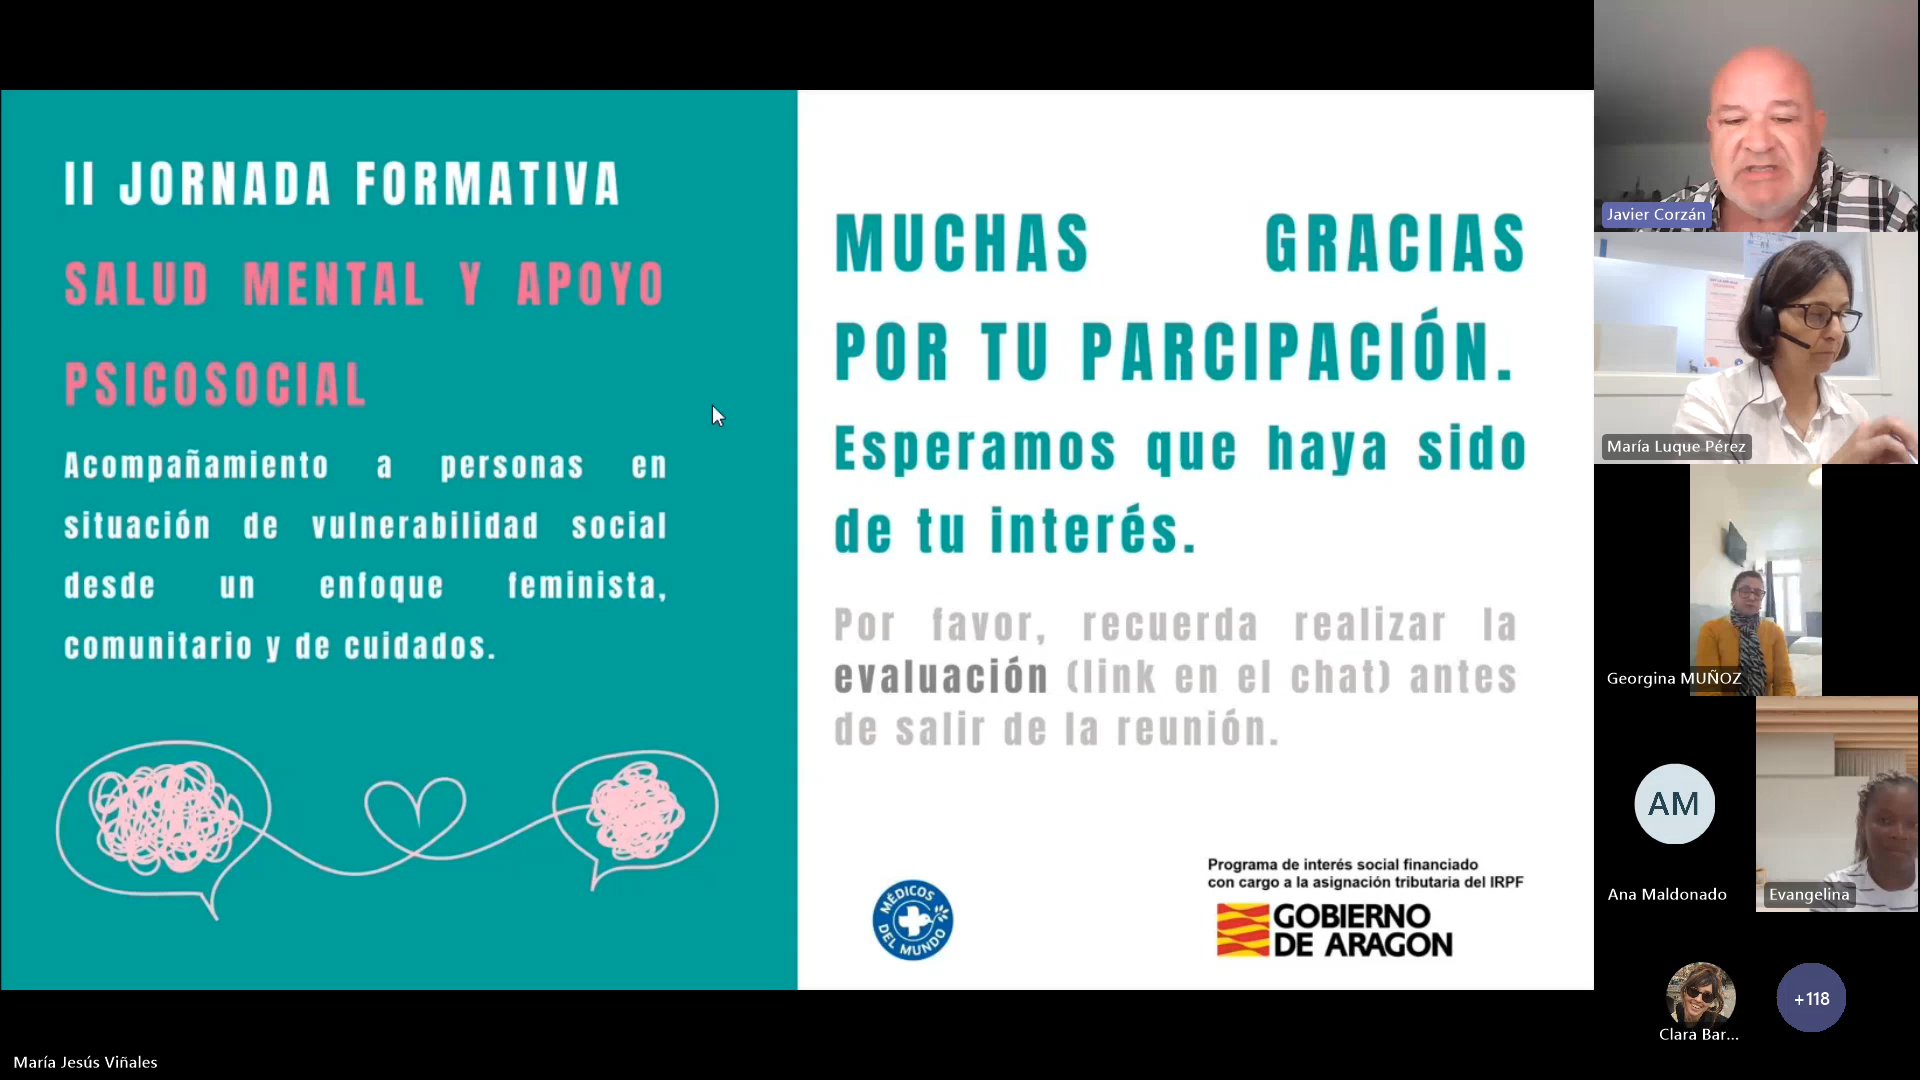 II JORNADA FORMATIVA
SALUD MENTAL Y APOYO
PSICOSOCIAL
Acompañamiento a personas en
situación de vulnerabilidad social
desde un enfoque feminista,
comunitario y de cuidados.
MUCHAS GRACIAS
POR TU PARCIPACIÓN.
Esperamos que haya sido
de tu interés.
Por favor, recuerda realizar la
evaluación (link en el chat) antes
de salir de la reunión.
MÉDICOS
DEL MUNDO
Programa de interés social financiado
con cargo a la asignación tributaria del IRPF
GOBIERNO
DE ARAGON
Javier Corzán
María Luque Pérez
Georgina MUÑOZ
AM
Ana Maldonado
Evangelina
Clara Bar...
+118
María Jesús Viñales